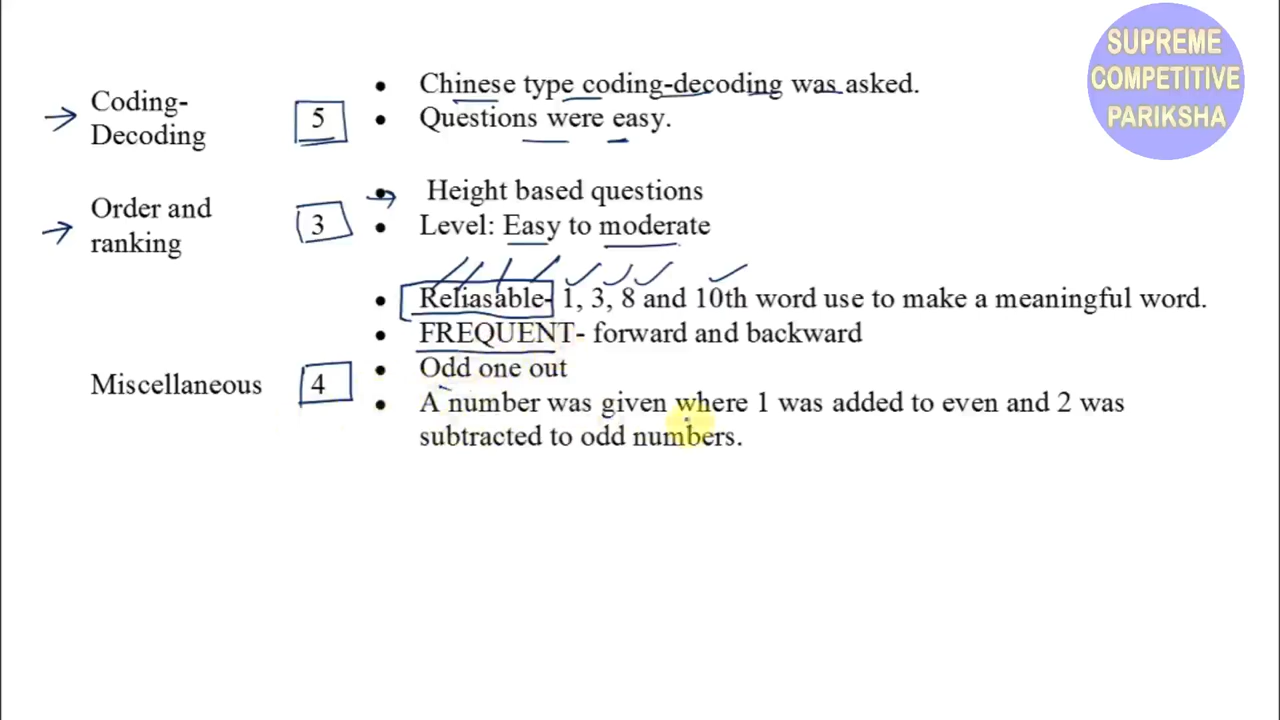 SUPREME
COMPETITIVE
PARIKSHA
Coding-
Decoding
5
• Chinese type coding-decoding was asked.
• Questions were easy.
Order and
ranking
3
• Height based questions
• Level: Easy to moderate
Miscellaneous
4
• Reliasable- 1, 3, 8 and 10th word use to make a meaningful word.
• FREQUENT- forward and backward
• Odd one out
• A number was given where 1 was added to even and 2 was
subtracted to odd numbers.